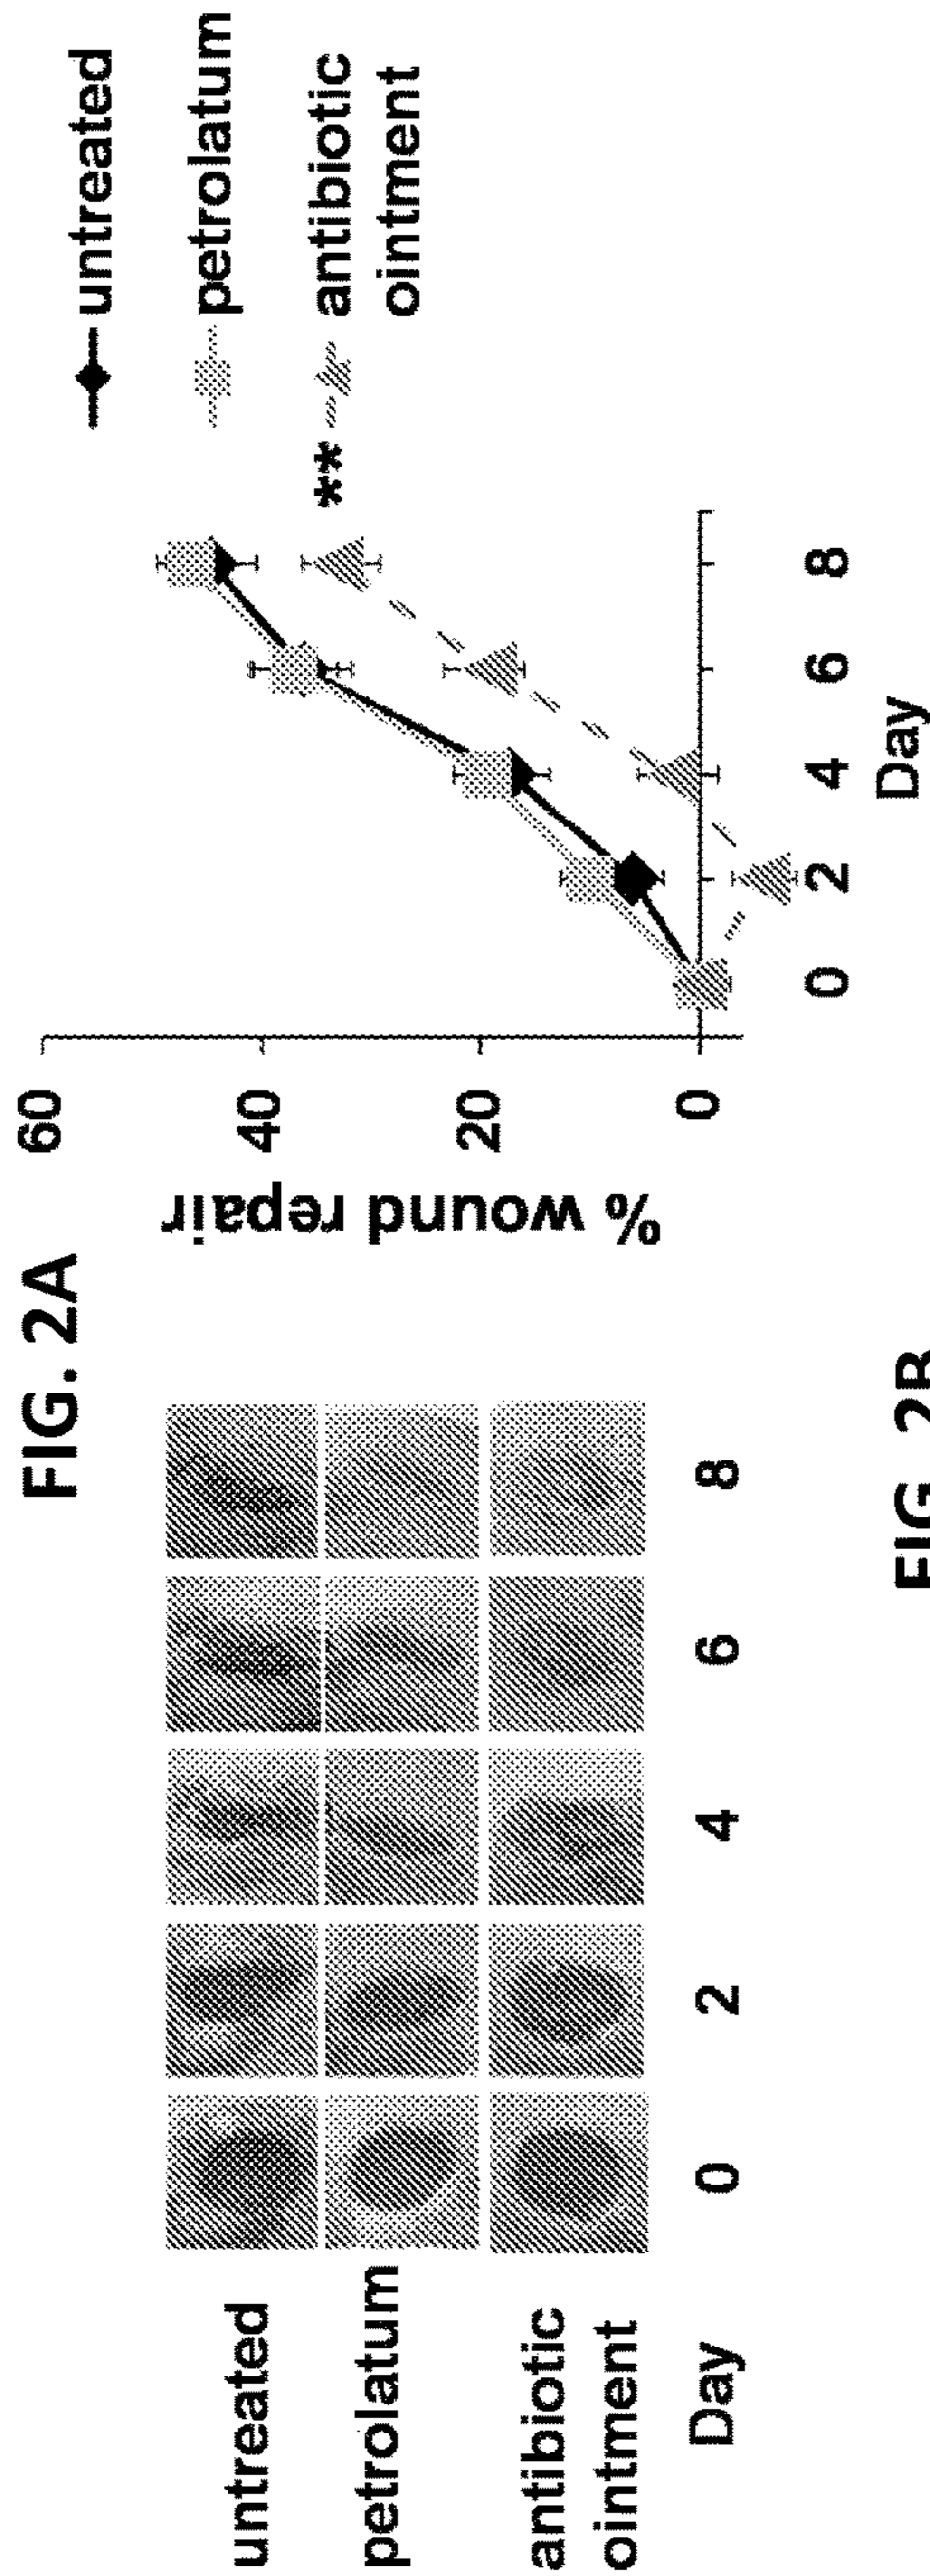 FIG. 2A
untreated
petrolatum
antibiotic
ointment
Day 0 2 4 6 8
% wound repair
60
40
20
0
0 2 4 6 8
Day
**
untreated
petrolatum
antibiotic
ointment
FIG. 2B